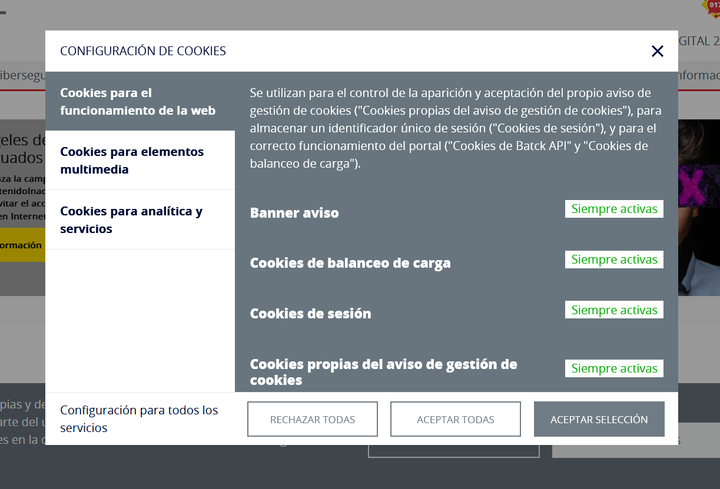 017
IGITAL 2
CONFIGURACIÓN DE COOKIES
Cookies para el
funcionamiento de la web
Cookies para elementos
multimedia
Cookies para analítica y
servicios
Se utilizan para el control de la aparición y aceptación del propio aviso de
gestión de cookies ("Cookies propias del aviso de gestión de cookies"), para
almacenar un identificador único de sesión ("Cookies de sesión"), y para el
correcto funcionamiento del portal ("Cookies de Batck API" y "Cookies de
balanceo de carga").
Banner aviso
Siempre activas
Cookies de balanceo de carga
Siempre activas
Cookies de sesión
Siempre activas
Cookies propias del aviso de gestión de
cookies
Siempre activas
Configuración para todos los
servicios
RECHAZAR TODAS
ACEPTAR TODAS
ACEPTAR SELECCIÓN